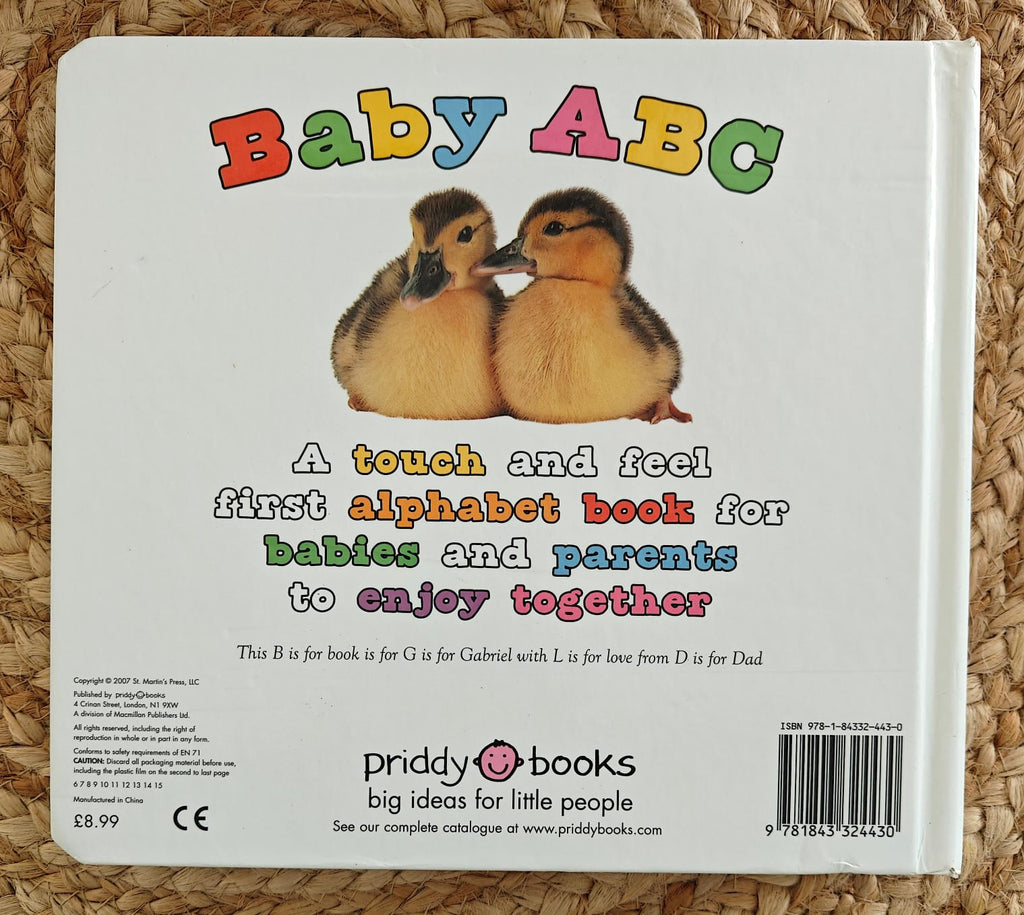 Baby ABC
A touch and feel
first alphabet book for
babies and parents
to enjoy together
This B is for book is for G is for Gabriel with L is for love from D is for Dad
Copyright © 2007 St. Martin's Press, LLC
Published by priddy books
4 Crinan Street, London, N1 9XW
A division of Macmillan Publishers Ltd.
All rights reserved, including the right of
reproduction in whole or in part in any form.
Conforms to safety requirements of EN 71
CAUTION: Discard all packaging material before use,
including the plastic film on the second to last page
6 7 8 9 10 11 12 13 14 15
Manufactured in China
£8.99
CE
priddy books
big ideas for little people
See our complete catalogue at www.priddybooks.com
ISBN 978-1-84332-443-0
9 781843 324430